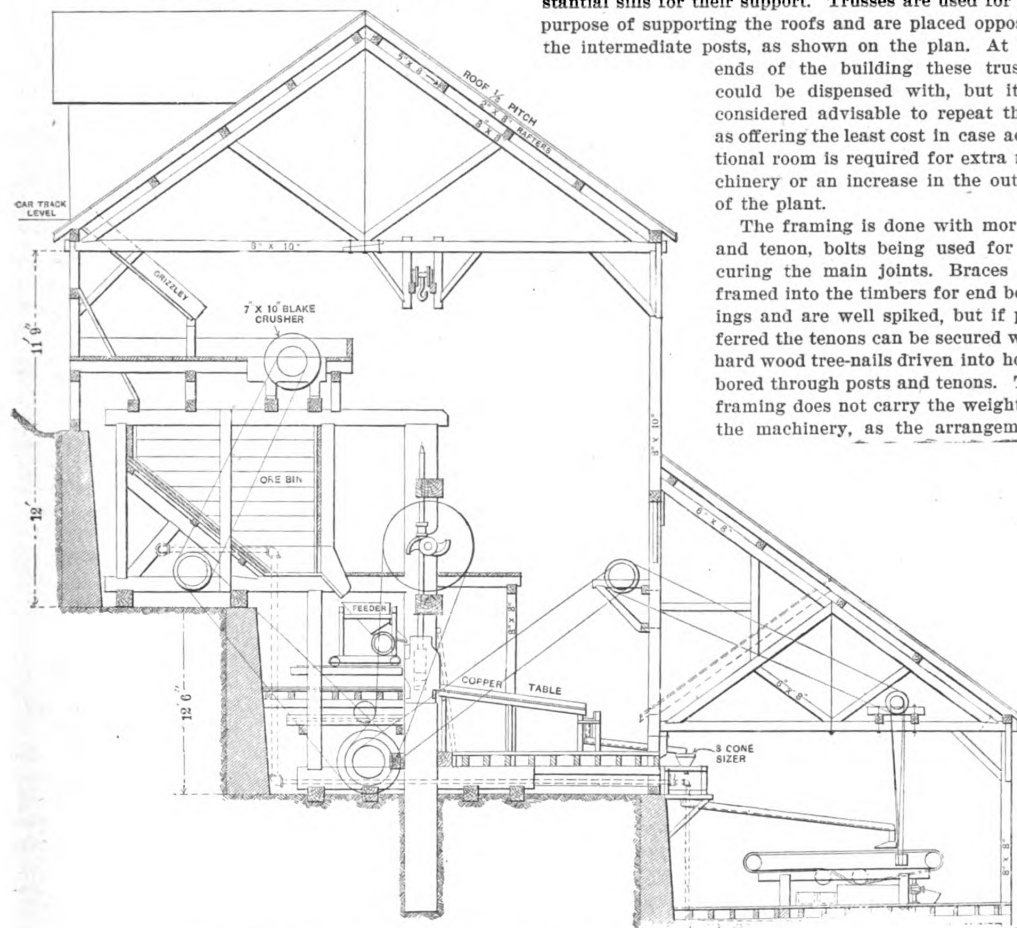 stantial sills for their support. Trusses are used for
purpose of supporting the roofs and are placed oppos
the intermediate posts, as shown on the plan. At
ends of the building these trus
could be dispensed with, but it
considered advisable to repeat th
as offering the least cost in case ad
tional room is required for extra m
chinery or an increase in the out
of the plant.
The framing is done with mor
and tenon, bolts being used for
curing the main joints. Braces
framed into the timbers for end be
ings and are well spiked, but if p
ferred the tenons can be secured w
hard wood tree-nails driven into ho
bored through posts and tenons. T
framing does not carry the weight
the machinery, as the arrangem
ROOF 1/5 PITCH
2" X 8" RAFTERS
8" X 8"
CAR TRACK
LEVEL
8" X 10"
GRIZZLEY
7" X 10" BLAKE
CRUSHER
11' 9"
8" X 10"
ORE BIN
12'
6" X 8"
FEEDER
8" X 8"
COPPER TABLE
6" X 8"
12' 6"
3 CONE
SIZER
8" X 8"